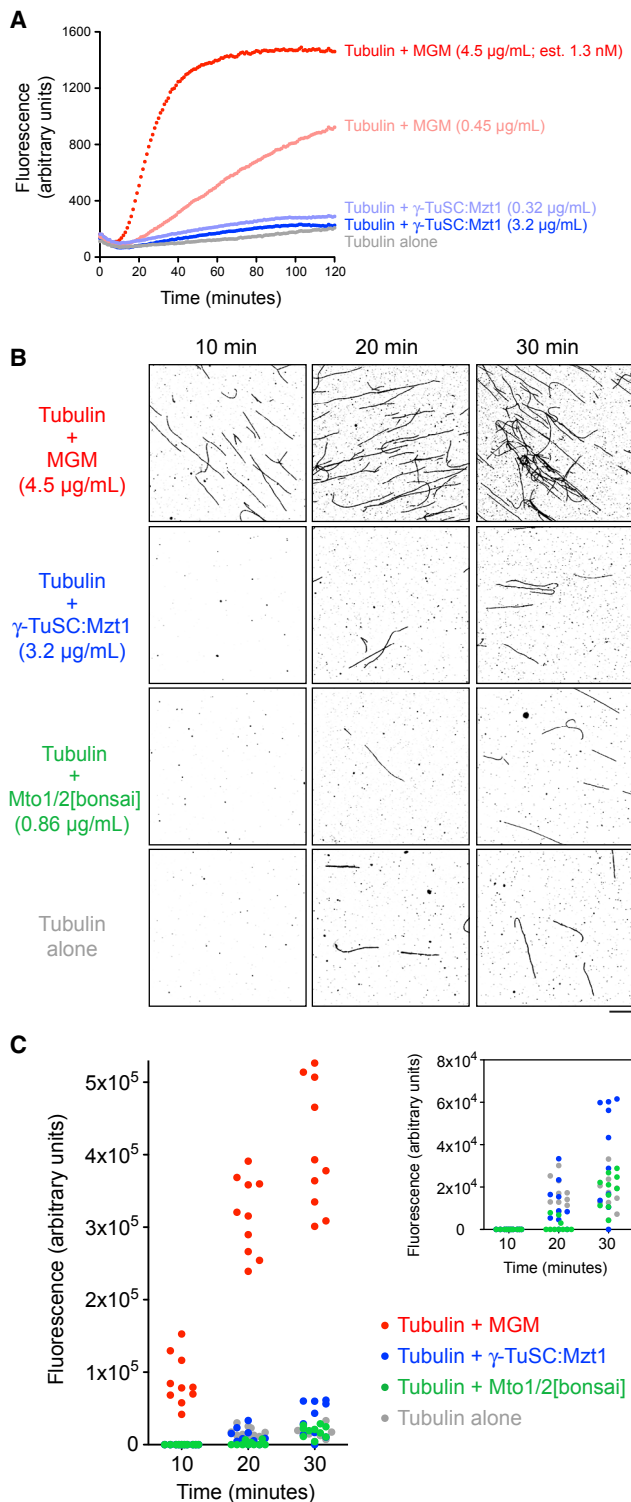 A
1600
1200
800
400
0
Fluorescence
(arbitrary units)
0 20 40 60 80 100 120
Time (minutes)
Tubulin + MGM (4.5 µg/mL; est. 1.3 nM)
Tubulin + MGM (0.45 µg/mL)
Tubulin + γ-TuSC:Mzt1 (0.32 µg/mL)
Tubulin + γ-TuSC:Mzt1 (3.2 µg/mL)
Tubulin alone
B
10 min 20 min 30 min
Tubulin
+
MGM
(4.5 µg/mL)
Tubulin
+
γ-TuSC:Mzt1
(3.2 µg/mL)
Tubulin
+
Mto1/2[bonsai]
(0.86 µg/mL)
Tubulin
alone
C
5x10⁵
4x10⁵
3x10⁵
2x10⁵
1x10⁵
0
Fluorescence (arbitrary units)
10 20 30
Time (minutes)
8x10⁴
6x10⁴
4x10⁴
2x10⁴
0
Fluorescence (arbitrary units)
10 20 30
Time (minutes)
Tubulin + MGM
Tubulin + γ-TuSC:Mzt1
Tubulin + Mto1/2[bonsai]
Tubulin alone